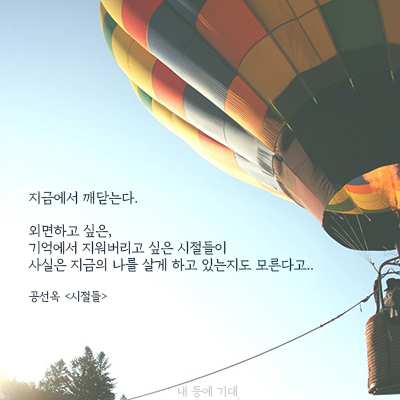 지금에서 깨닫는다.
외면하고 싶은,
기억에서 지워버리고 싶은 시절들이
사실은 지금의 나를 살게 하고 있는지도 모른다고..
공선옥 <시절들>
내 등에 기대